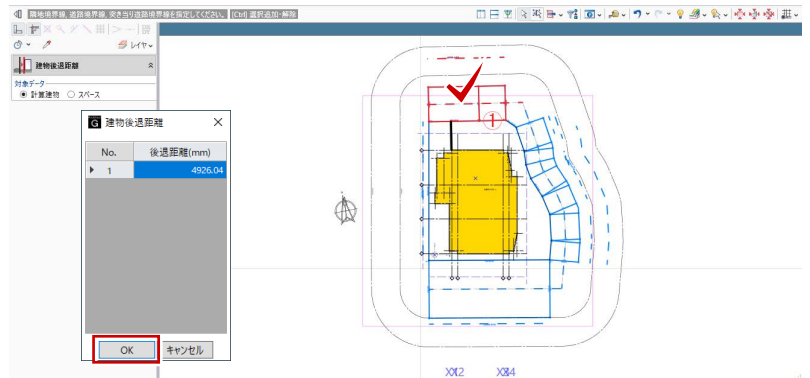 隣地境界線、道路境界線、突き当り道路境界線を指定してください。 [Ctrl] 選択追加・解除
レイヤ
建物後退距離
対象データ
計算建物 スペース
建物後退距離
No. 後退距離(mm)
1 4926.04
OK キャンセル
1